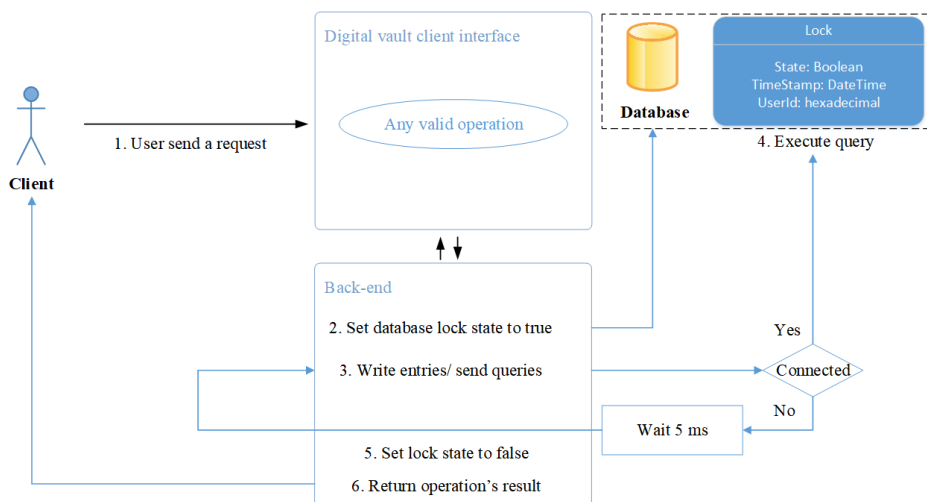 Digital vault client interface
Any valid operation
Database
Lock
State: Boolean
TimeStamp: DateTime
UserId: hexadecimal
4. Execute query
1. User send a request
Client
Back-end
2. Set database lock state to true
3. Write entries/ send queries
Yes
Connected
No
Wait 5 ms
5. Set lock state to false
6. Return operation's result